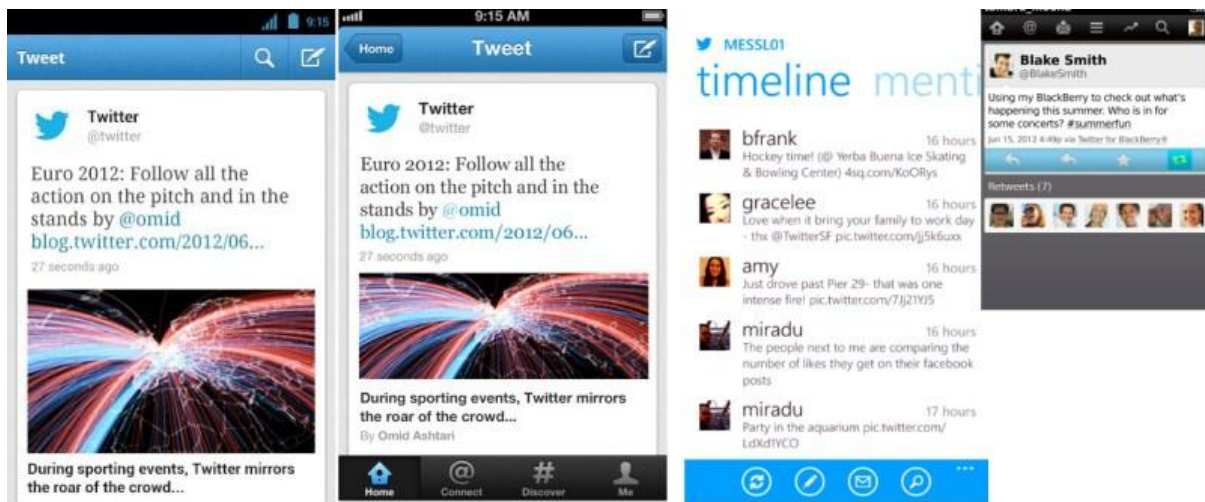 9:15
Tweet
Twitter
@twitter
Euro 2012: Follow all the
action on the pitch and in the
stands by @omid
blog.twitter.com/2012/06...
27 seconds ago
During sporting events, Twitter mirrors
the roar of the crowd...
9:15 AM
Home
Tweet
Twitter
@twitter
Euro 2012: Follow all the
action on the pitch and in the
stands by @omid
blog.twitter.com/2012/06...
27 seconds ago
During sporting events, Twitter mirrors
the roar of the crowd...
By Omid Ashtari
Home
Connect
Discover
Me
MESSL01
timeline menti
bfrank 16 hours
Hockey time! (@ Yerba Buena Ice Skating
& Bowling Center) 4sq.com/KoORys
gracelee 16 hours
Love when it bring your family to work day
- thx @TwitterSF pic.twitter.com/jj5k6uxx
amy 16 hours
Just drove past Pier 29- that was one
intense fire! pic.twitter.com/7Jj21YJ5
miradu 16 hours
The people next to me are comparing the
number of likes they get on their facebook
posts
miradu 17 hours
Party in the aquarium pic.twitter.com/
LdXd1YCO
Blake Smith
@BlakeSmith
Using my BlackBerry to check out what's
happening this summer. Who is in for
some concerts? #summerfun
Jun 15, 2012 4:49p via Twitter for BlackBerry®
Retweets (7)